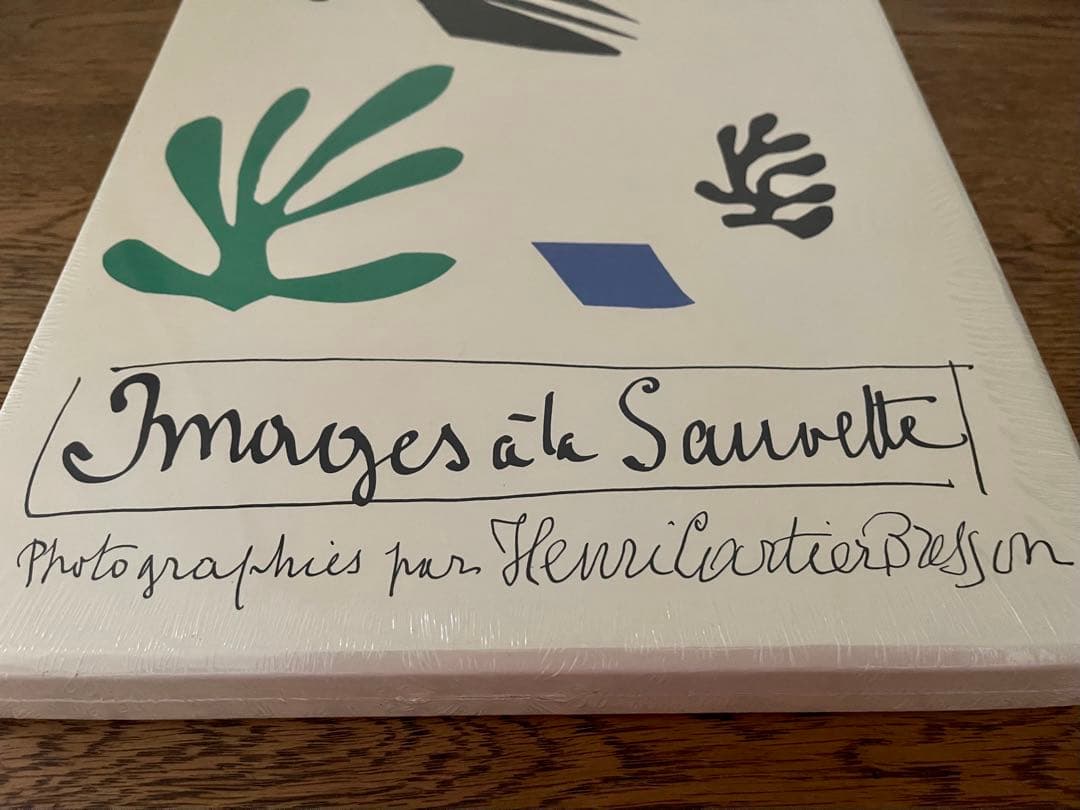 Images à la Sauvette
Photographies par Henri Cartier Bresson